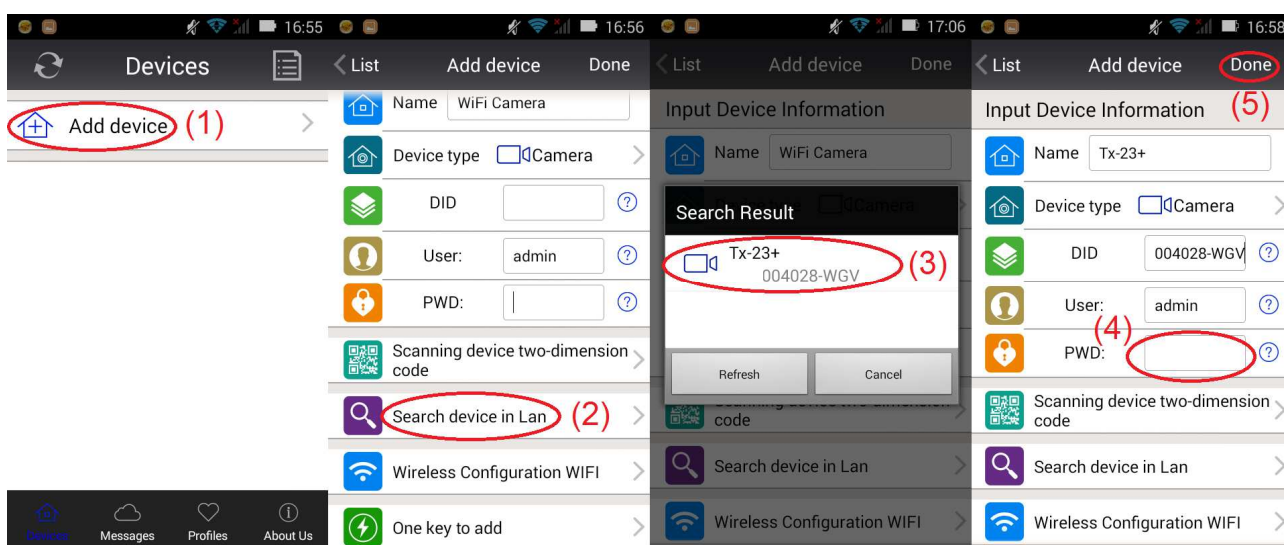 16:55
Devices
Add device
(1)
Devices
Messages
Profiles
About Us
16:56
List
Add device
Done
Name
WiFi Camera
Device type
Camera
DID
?
User:
admin
?
PWD:
?
Scanning device two-dimension
code
Search device in Lan
(2)
Wireless Configuration WIFI
One key to add
17:06
List
Add device
Done
Input Device Information
Name
WiFi Camera
Camera
Search Result
Tx-23+
004028-WGV
(3)
Refresh
Cancel
Scanning device two-dimension
code
Search device in Lan
Wireless Configuration WIFI
16:58
List
Add device
Done
(5)
Input Device Information
Name
Tx-23+
Device type
Camera
DID
004028-WGV
?
User:
admin
?
(4)
PWD:
?
Scanning device two-dimension
code
Search device in Lan
Wireless Configuration WIFI